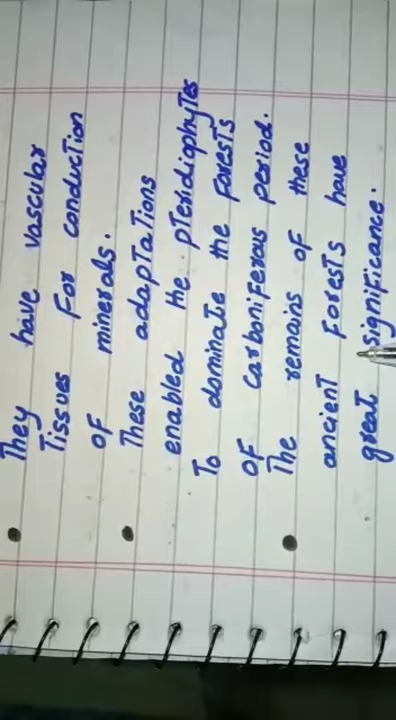 They have vascular
Tissues For conduction
OF minerals.
These adapTaTions
enabled the pTeridiophyTes
To dominaTe the ForesTs
OF carboniFerous period.
The remains oF these
ancienT ForesTs have
greaT significance.